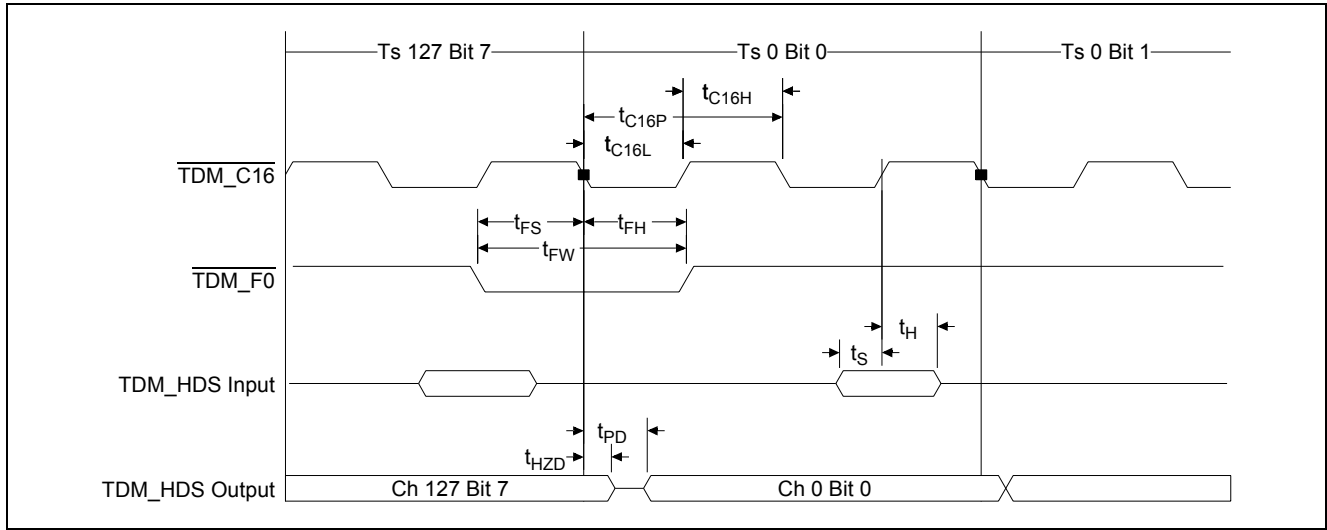 Ts 127 Bit 7 Ts 0 Bit 0 Ts 0 Bit 1
tC16H
tC16P
tC16L
TDM_C16
tFS tFH
tFW
TDM_F0
tH
tS
TDM_HDS Input
tPD
tHZD
TDM_HDS Output Ch 127 Bit 7 Ch 0 Bit 0